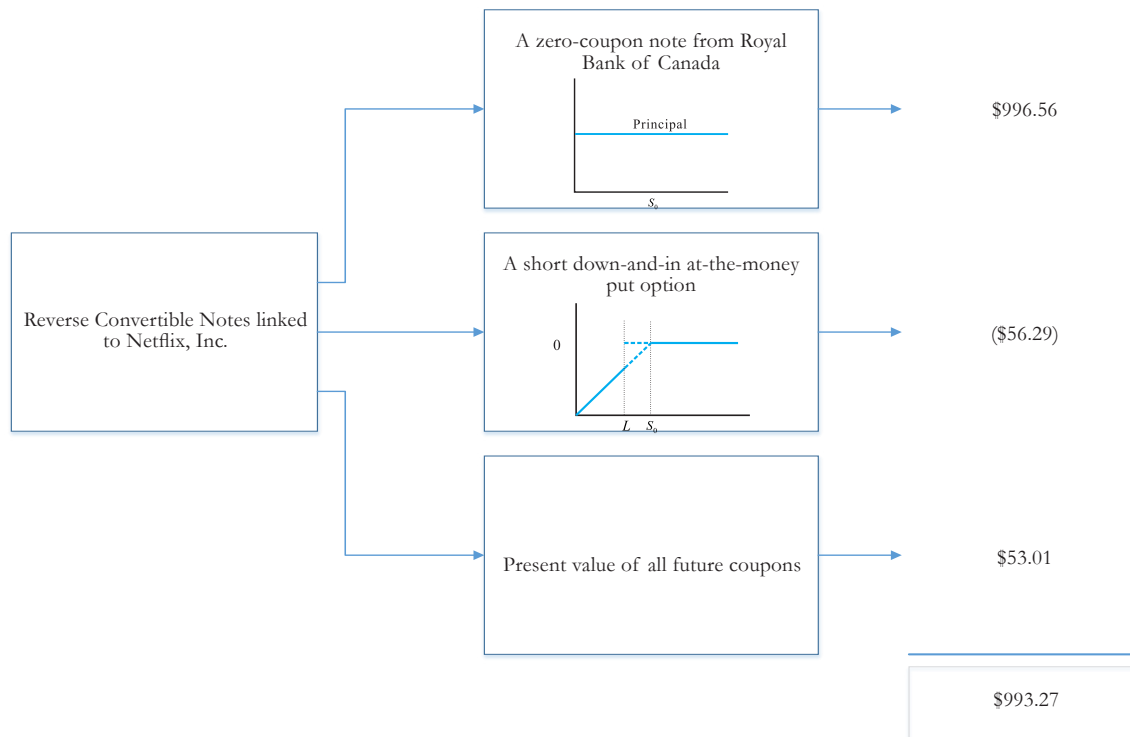 A zero-coupon note from Royal
Bank of Canada
Principal
S₀
$996.56
Reverse Convertible Notes linked
to Netflix, Inc.
A short down-and-in at-the-money
put option
0
L S₀
($56.29)
Present value of all future coupons
$53.01
$993.27